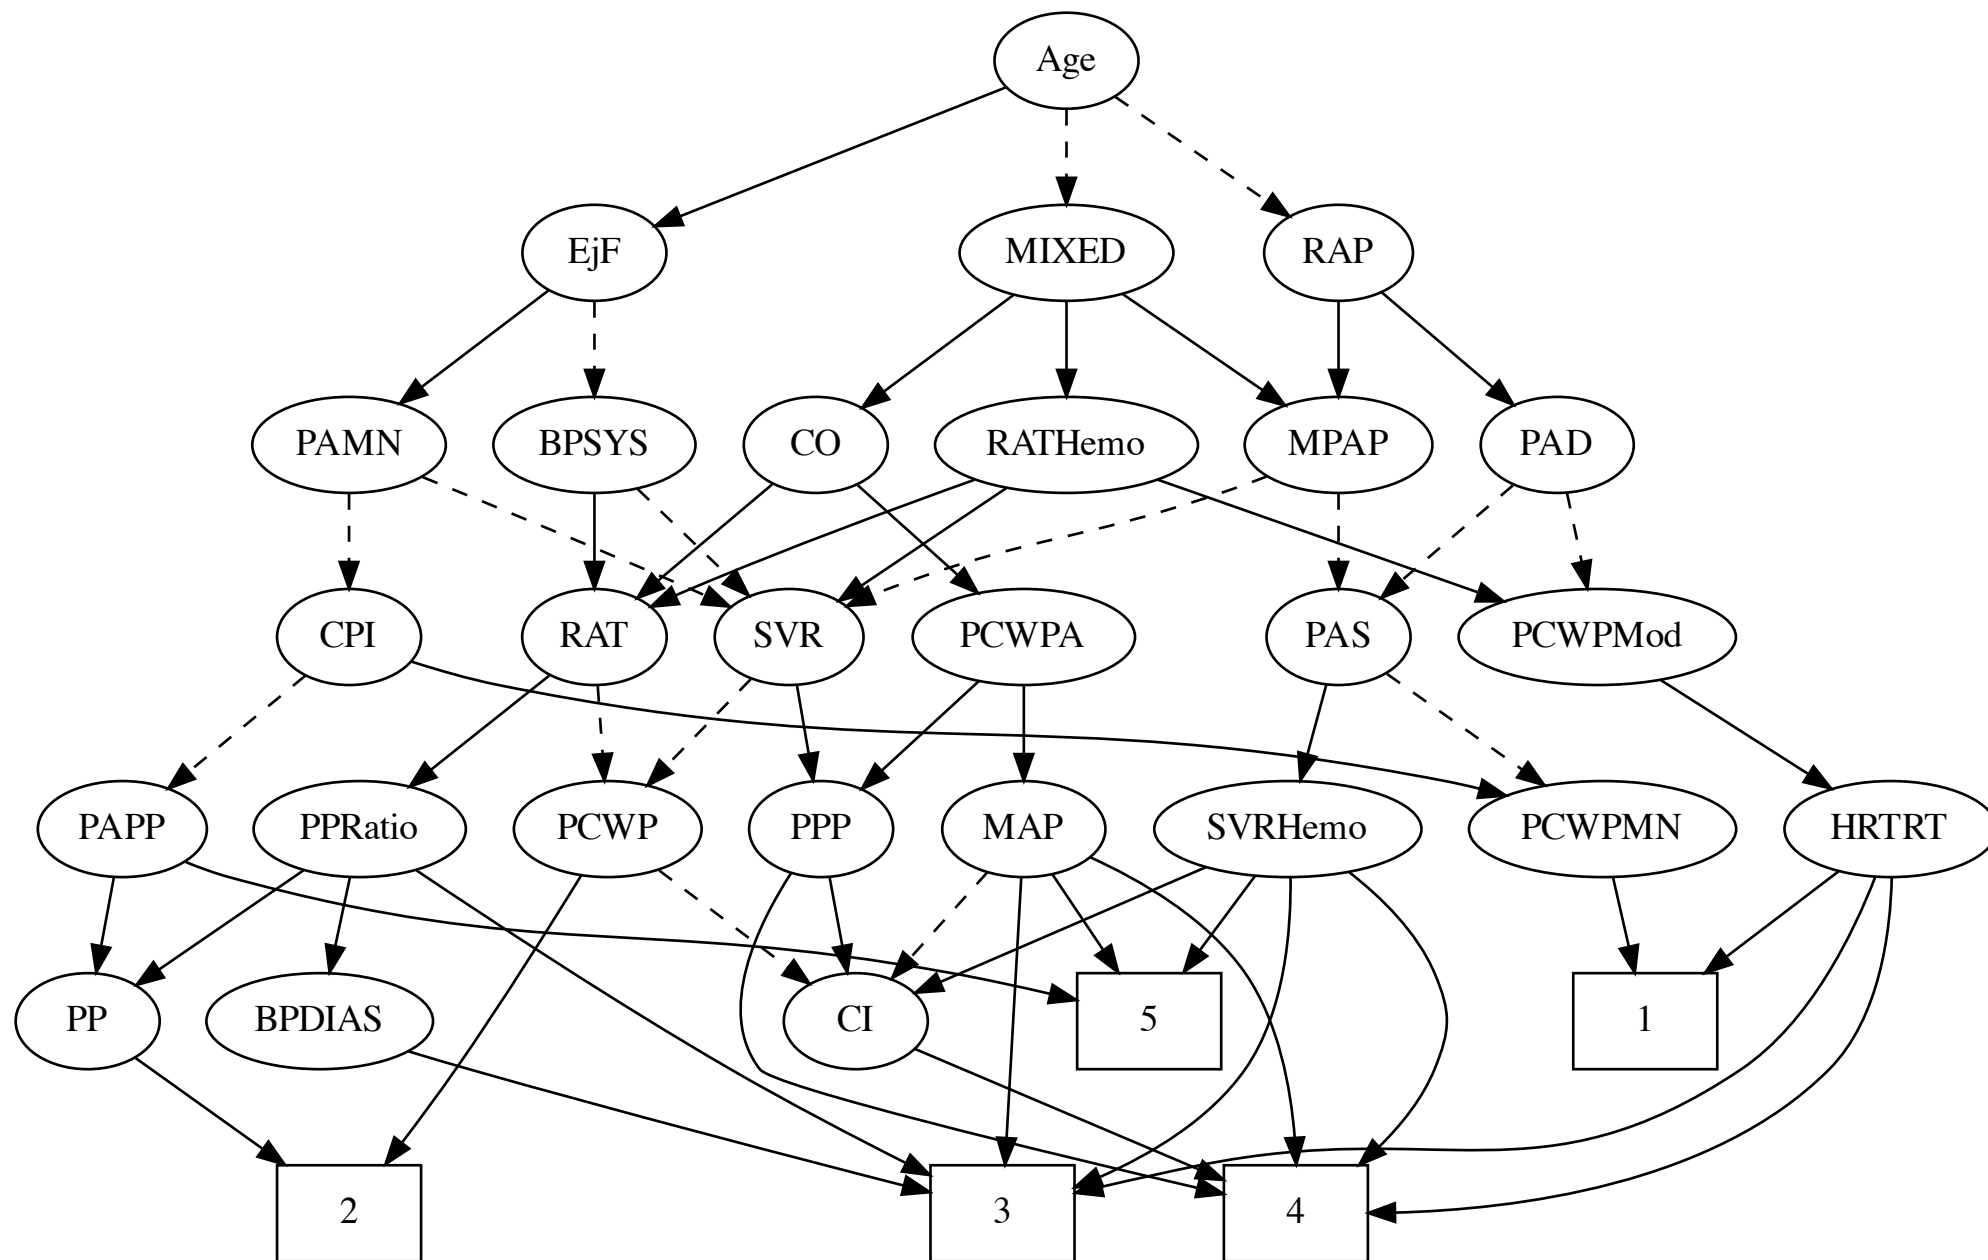 Age
EjF
MIXED
RAP
PAMN
BPSYS
CO
RATHemo
MPAP
PAD
CPI
RAT
SVR
PCWPA
PAS
PCWPMod
PAPP
PPRatio
PCWP
PPP
MAP
SVRHemo
PCWPMN
HRTRT
PP
BPDIAS
CI
5
1
2
3
4